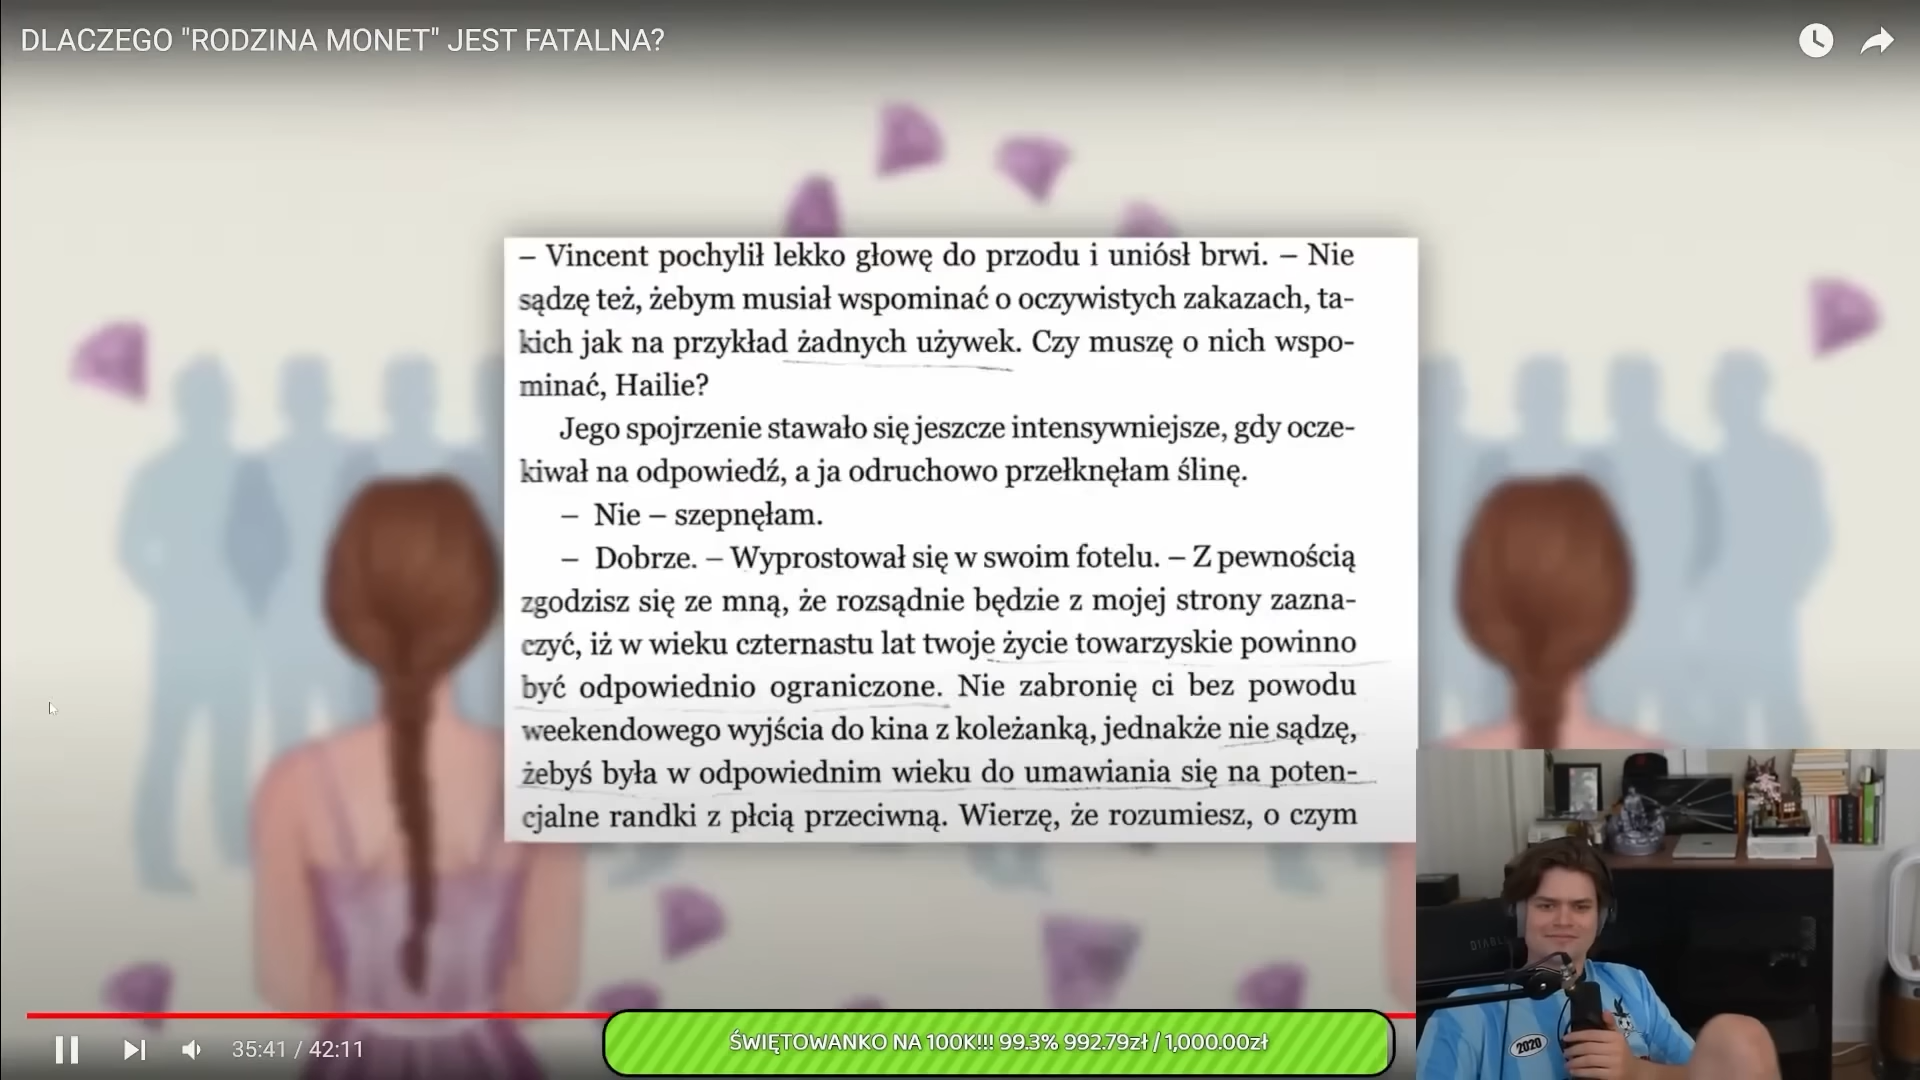 DLACZEGO "RODZINA MONET" JEST FATALNA?
– Vincent pochylił lekko głowę do przodu i uniósł brwi. – Nie
sądzę też, żebym musiał wspominać o oczywistych zakazach, ta-
kich jak na przykład żadnych używek. Czy muszę o nich wspo-
minać, Hailie?
Jego spojrzenie stawało się jeszcze intensywniejsze, gdy ocze-
kiwał na odpowiedź, a ja odruchowo przełknęłam ślinę.
– Nie – szepnęłam.
– Dobrze. – Wyprostował się w swoim fotelu. – Z pewnością
zgodzisz się ze mną, że rozsądnie będzie z mojej strony zazna-
czyć, iż w wieku czternastu lat twoje życie towarzyskie powinno
być odpowiednio ograniczone. Nie zabronię ci bez powodu
weekendowego wyjścia do kina z koleżanką, jednakże nie sądzę,
żebyś była w odpowiednim wieku do umawiania się na poten-
cjalne randki z płcią przeciwną. Wierzę, że rozumiesz, o czym
35:41 / 42:11
ŚWIĘTOWANKO NA 100K!!! 99.3% 992.79zł / 1,000.00zł
2020